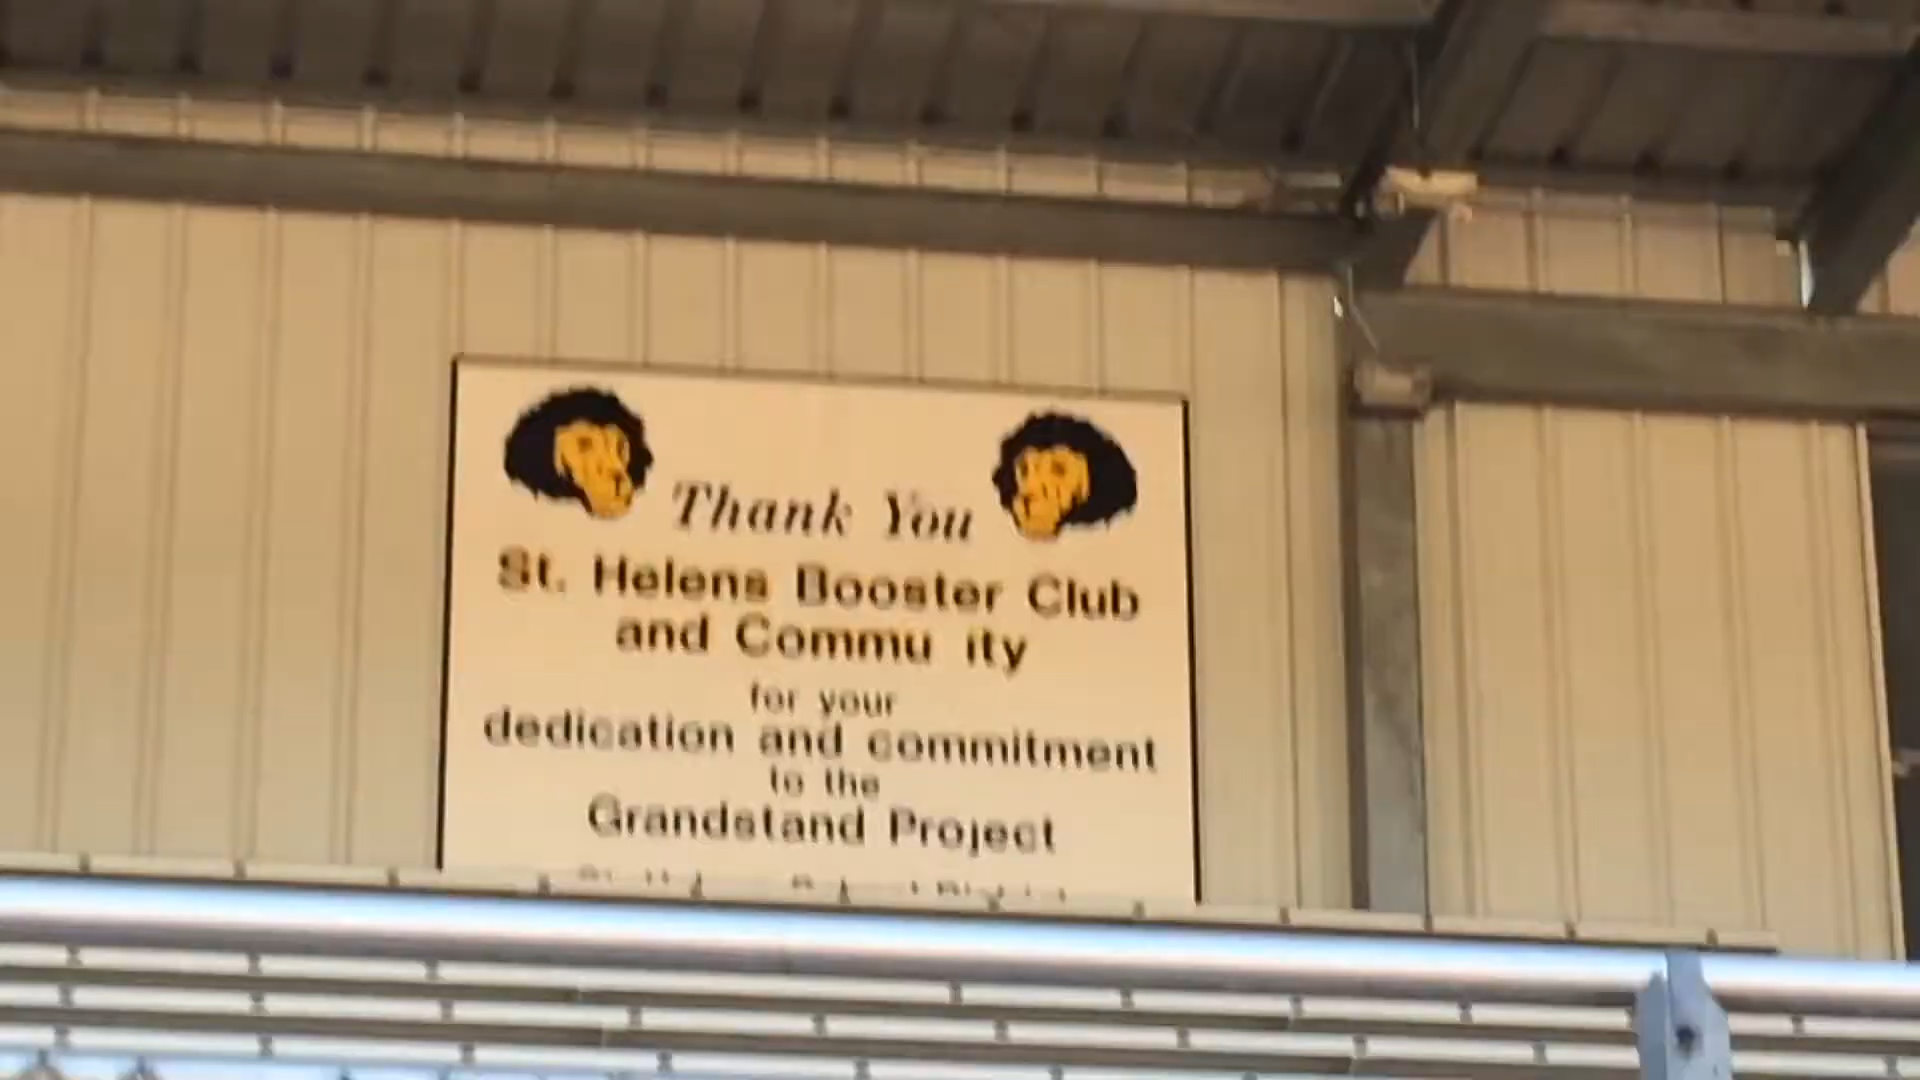 Thank You
St. Helens Booster Club
and Commu ity
for your
dedication and commitment
to the
Grandstand Project